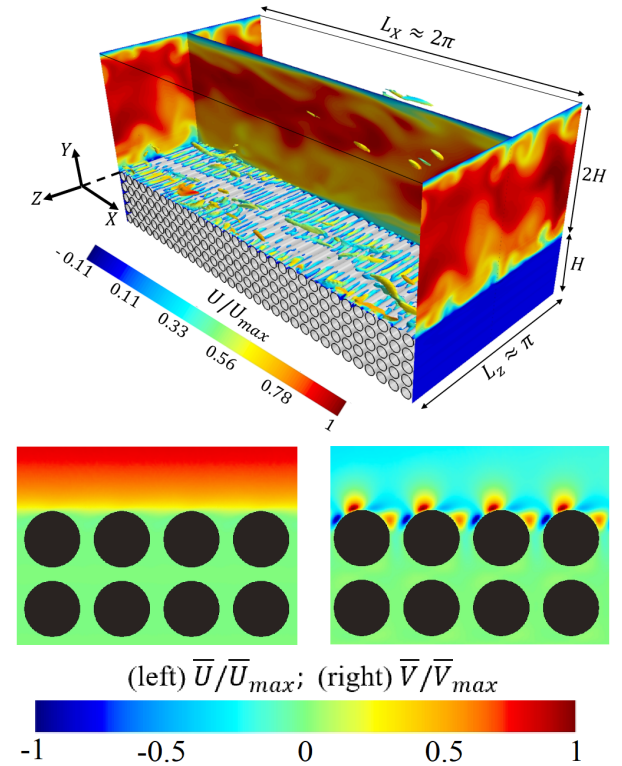 L_X ≈ 2π
Y
Z
X
2H
H
L_Z ≈ π
U/U_max
-0.11
0.11
0.33
0.56
0.78
1
(left) U̅/U̅_max; (right) V̅/V̅_max
-1
-0.5
0
0.5
1